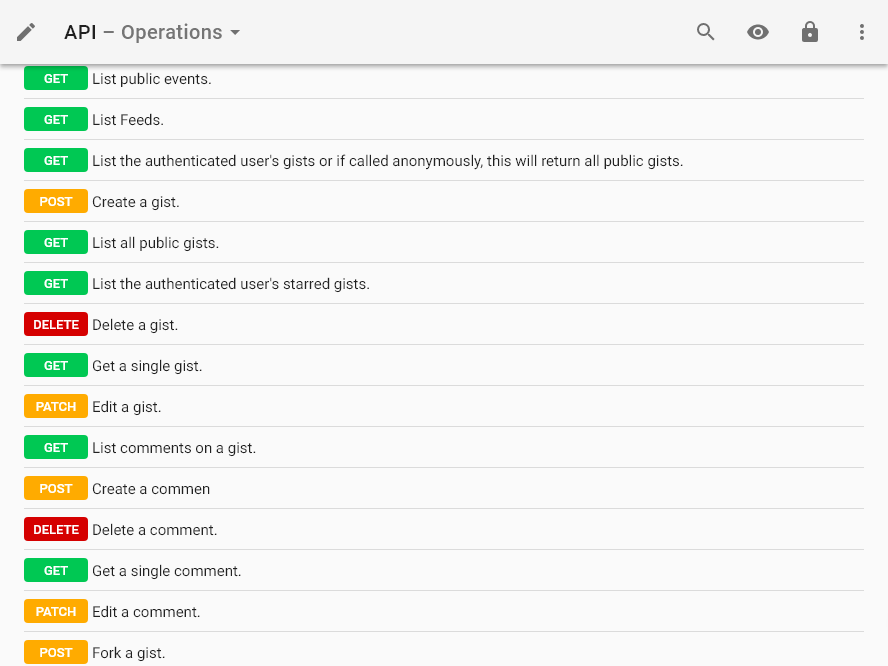 API – Operations
GET List public events.
GET List Feeds.
GET List the authenticated user's gists or if called anonymously, this will return all public gists.
POST Create a gist.
GET List all public gists.
GET List the authenticated user's starred gists.
DELETE Delete a gist.
GET Get a single gist.
PATCH Edit a gist.
GET List comments on a gist.
POST Create a commen
DELETE Delete a comment.
GET Get a single comment.
PATCH Edit a comment.
POST Fork a gist.